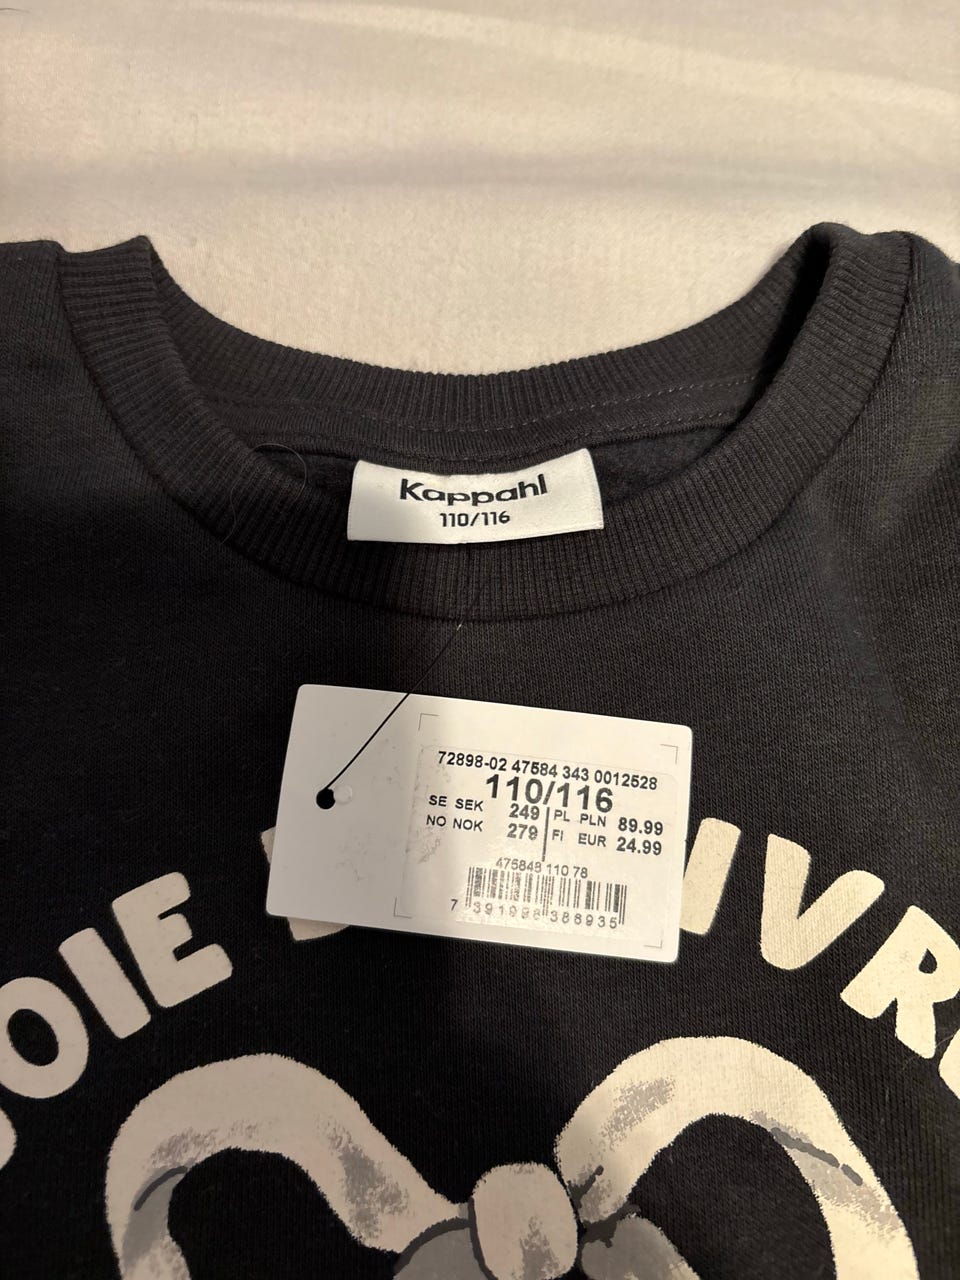 Kappahl
110/116
72898-02 47584 343 0012528
110/116
SE SEK 249 PL PLN 89.99
NO NOK 279 FI EUR 24.99
475848 110 78
7 391998 388935
OIE IVR